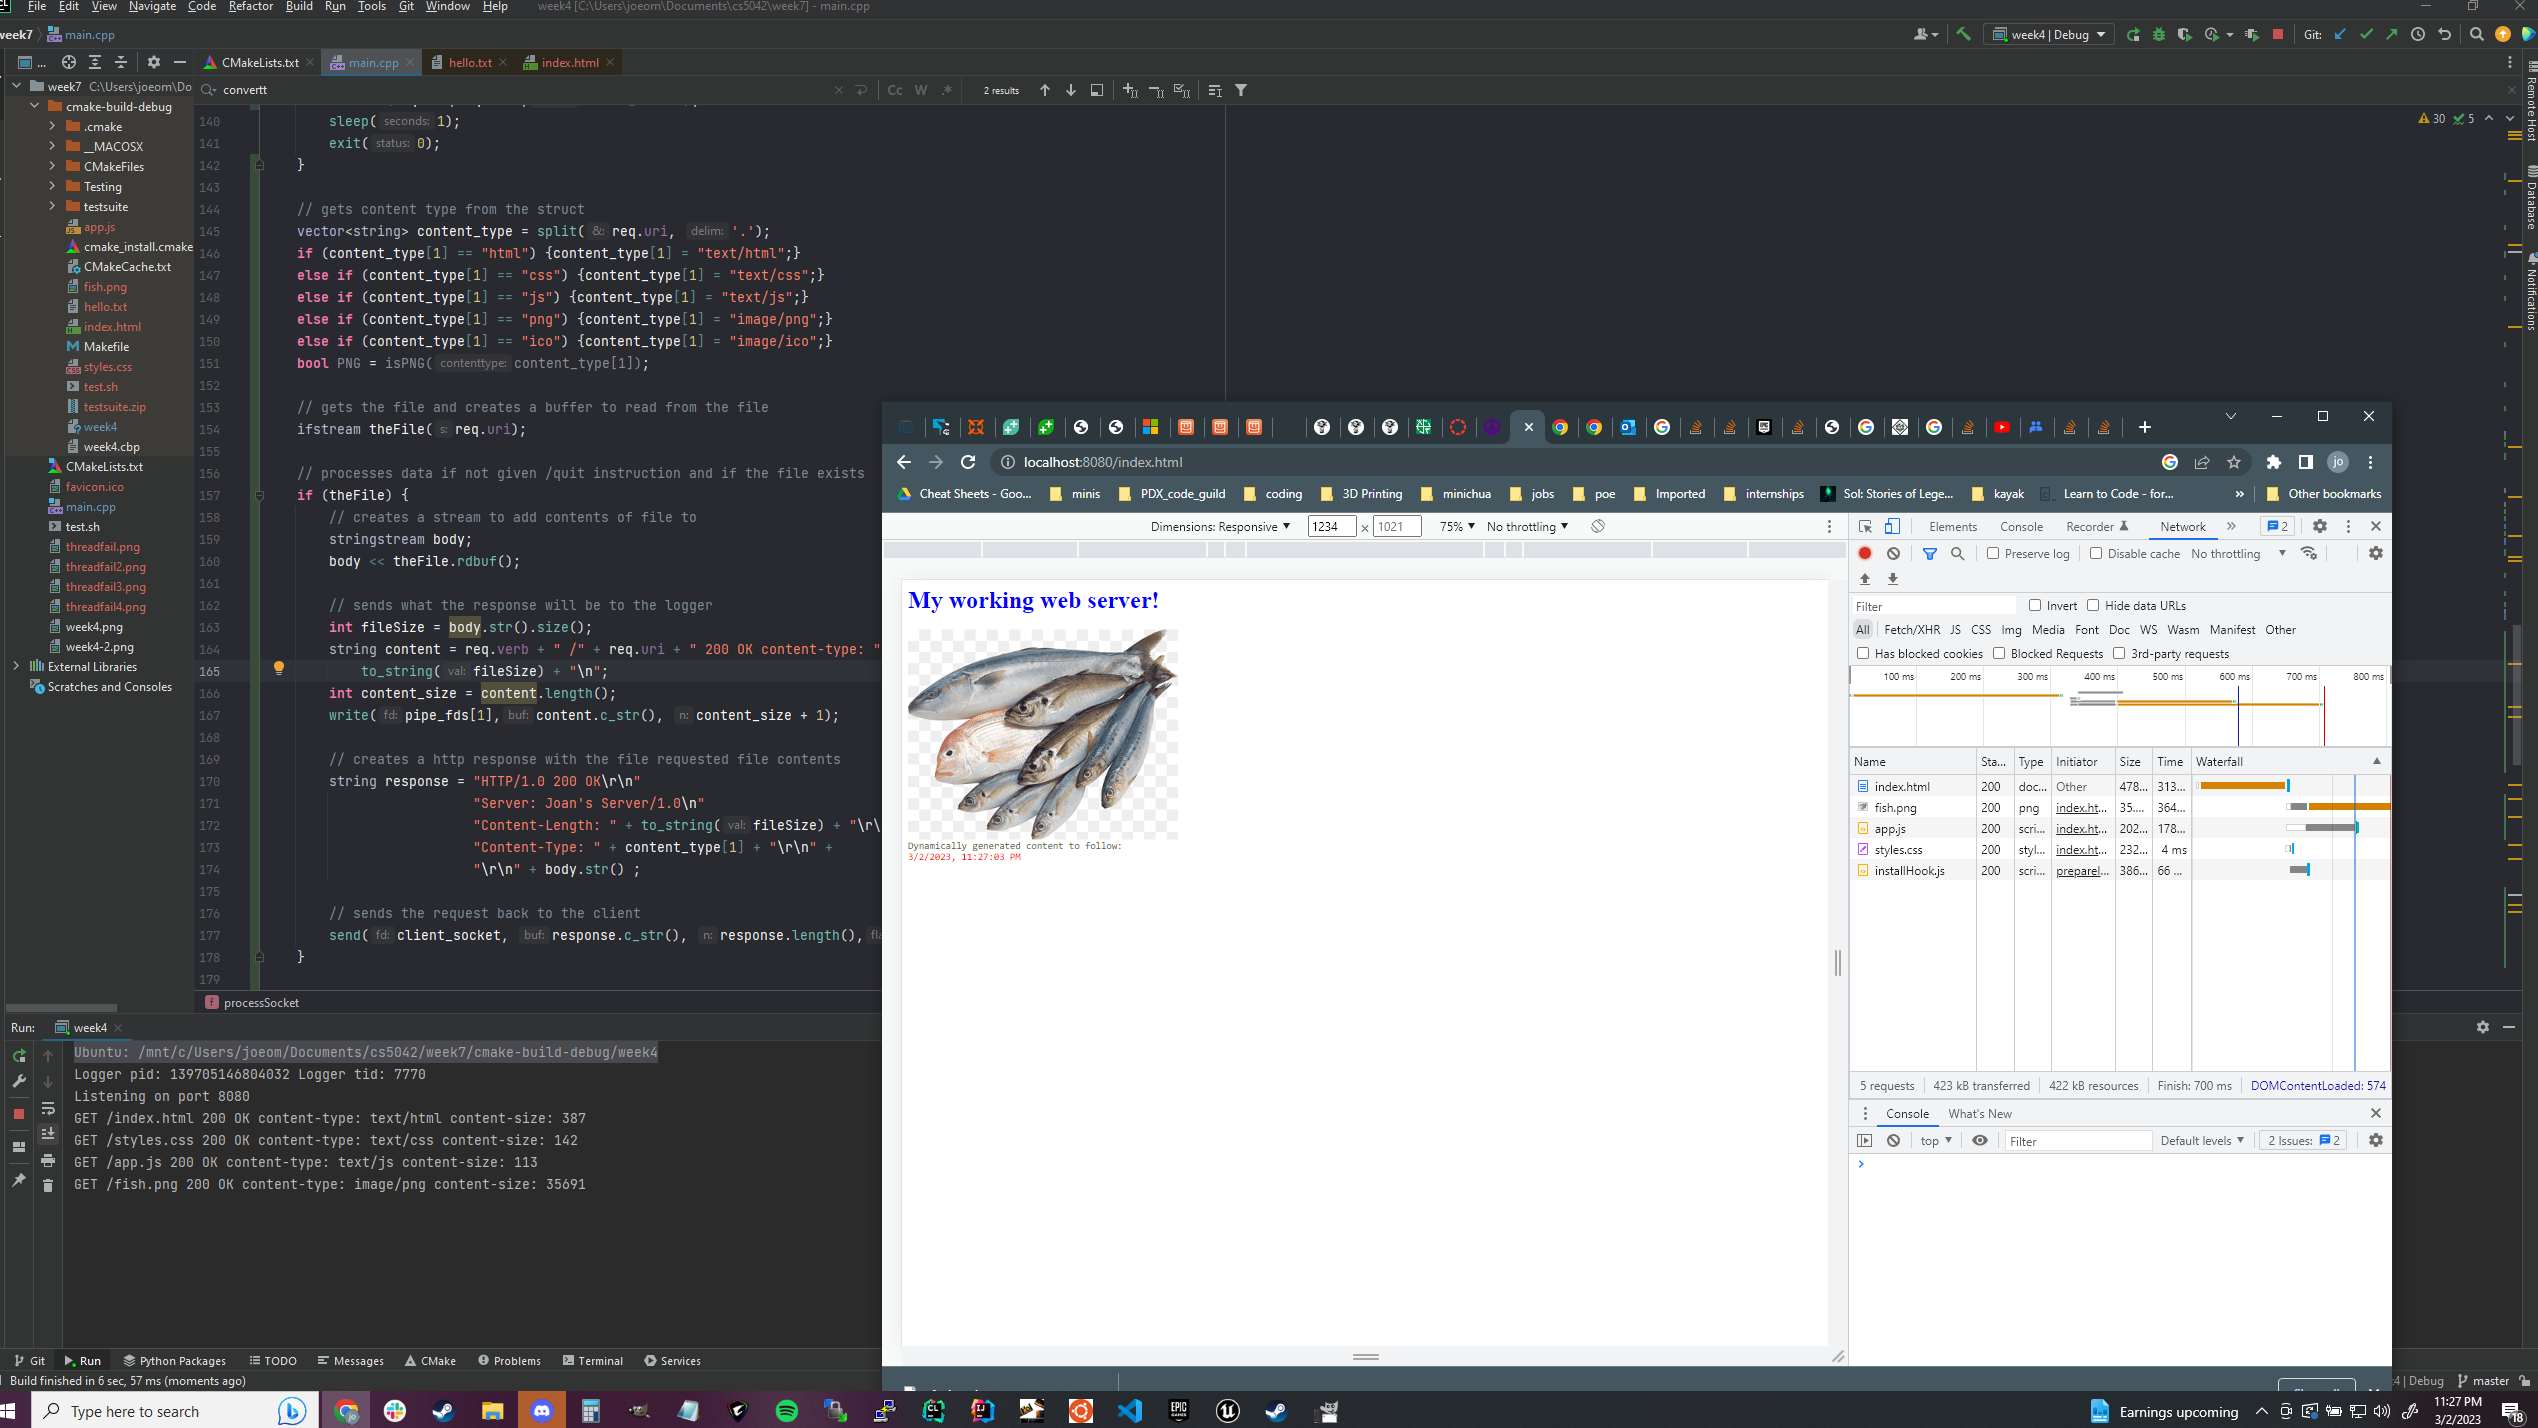 File Edit View Navigate Code Refactor Build Run Tools Git Window Help week4 [C:\Users\joeom\Documents\cs5042\week7] - main.cpp
week7 main.cpp
week4 | Debug Git:
... CMakeLists.txt main.cpp hello.txt index.html
week7 C:\Users\joeom\Do
convertt Cc W .* 2 results
cmake-build-debug
.cmake
__MACOSX
CMakeFiles
Testing
testsuite
app.js
cmake_install.cmake
CMakeCache.txt
fish.png
hello.txt
index.html
Makefile
styles.css
test.sh
testsuite.zip
week4
week4.cbp
CMakeLists.txt
favicon.ico
main.cpp
test.sh
threadfail.png
threadfail2.png
threadfail3.png
threadfail4.png
week4.png
week4-2.png
External Libraries
Scratches and Consoles
30 5
Remote Host
Database
Notifications
140 sleep( seconds: 1);
141 exit( status: 0);
142 }
143
144 // gets content type from the struct
145 vector<string> content_type = split( &: req.uri, delim: '.');
146 if (content_type[1] == "html") {content_type[1] = "text/html";}
147 else if (content_type[1] == "css") {content_type[1] = "text/css";}
148 else if (content_type[1] == "js") {content_type[1] = "text/js";}
149 else if (content_type[1] == "png") {content_type[1] = "image/png";}
150 else if (content_type[1] == "ico") {content_type[1] = "image/ico";}
151 bool PNG = isPNG( contenttype: content_type[1]);
152
153 // gets the file and creates a buffer to read from the file
154 ifstream theFile( s: req.uri);
155
156 // processes data if not given /quit instruction and if the file exists
157 if (theFile) {
158 // creates a stream to add contents of file to
159 stringstream body;
160 body << theFile.rdbuf();
161
162 // sends what the response will be to the logger
163 int fileSize = body.str().size();
164 string content = req.verb + " /" + req.uri + " 200 OK content-type: "
165 to_string( val: fileSize) + "\n";
166 int content_size = content.length();
167 write( fd: pipe_fds[1], buf: content.c_str(), n: content_size + 1);
168
169 // creates a http response with the file requested file contents
170 string response = "HTTP/1.0 200 OK\r\n"
171 "Server: Joan's Server/1.0\n"
172 "Content-Length: " + to_string( val: fileSize) + "\r\
173 "Content-Type: " + content_type[1] + "\r\n" +
174 "\r\n" + body.str() ;
175
176 // sends the request back to the client
177 send( fd: client_socket, buf: response.c_str(), n: response.length(), fla
178 }
179
processSocket
Run: week4
Ubuntu: /mnt/c/Users/joeom/Documents/cs5042/week7/cmake-build-debug/week4
Logger pid: 139705146804032 Logger tid: 7770
Listening on port 8080
GET /index.html 200 OK content-type: text/html content-size: 387
GET /styles.css 200 OK content-type: text/css content-size: 142
GET /app.js 200 OK content-type: text/js content-size: 113
GET /fish.png 200 OK content-type: image/png content-size: 35691
localhost:8080/index.html jo
Cheat Sheets - Goo... minis PDX_code_guild coding 3D Printing minichua jobs poe Imported internships Sol: Stories of Lege... kayak Learn to Code - for... » Other bookmarks
Dimensions: Responsive 1234 × 1021 75% No throttling
My working web server!
Dynamically generated content to follow:
3/2/2023, 11:27:03 PM
Elements Console Recorder Network » 2
Preserve log Disable cache No throttling
Filter Invert Hide data URLs
All Fetch/XHR JS CSS Img Media Font Doc WS Wasm Manifest Other
Has blocked cookies Blocked Requests 3rd-party requests
100 ms 200 ms 300 ms 400 ms 500 ms 600 ms 700 ms 800 ms
Name Sta... Type Initiator Size Time Waterfall
index.html 200 doc... Other 478... 313...
fish.png 200 png index.ht... 35.... 364...
app.js 200 scri... index.ht... 202... 178...
styles.css 200 styl... index.ht... 232... 4 ms
installHook.js 200 scri... preparel... 386... 66 ...
5 requests 423 kB transferred 422 kB resources Finish: 700 ms DOMContentLoaded: 574
Console What's New
top Filter Default levels 2 Issues: 2
Git Run Python Packages TODO Messages CMake Problems Terminal Services
Build finished in 6 sec, 57 ms (moments ago)
4 | Debug master
Type here to search
Earnings upcoming
11:27 PM
3/2/2023
18